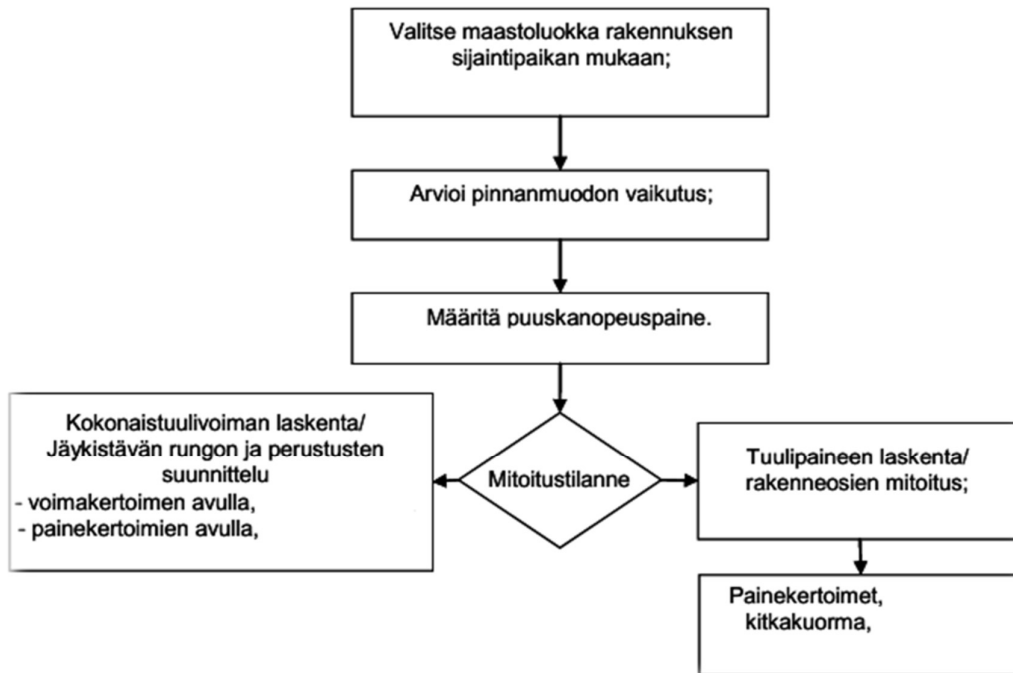 Valitse maastoluokka rakennuksen
sijaintipaikan mukaan;
Arvioi pinnanmuodon vaikutus;
Määritä puuskanopeuspaine.
Kokonaistuulivoiman laskenta/
Jäykistävän rungon ja perustusten
suunnittelu
- voimakertoimen avulla,
- painekertoimien avulla,
Mitoitustilanne
Tuulipaineen laskenta/
rakenneosien mitoitus;
Painekertoimet,
kitkakuorma,